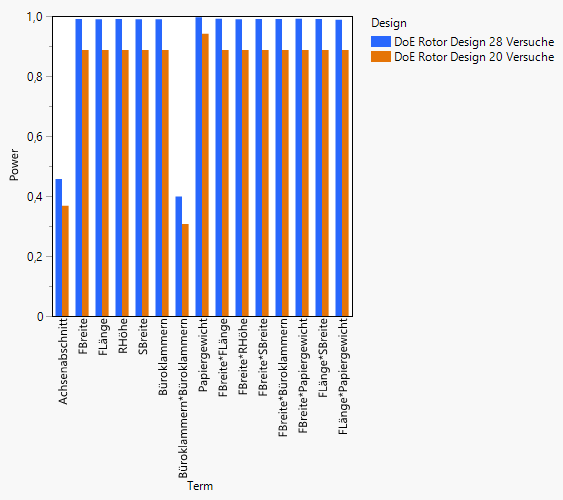 Design
DoE Rotor Design 28 Versuche
DoE Rotor Design 20 Versuche
Power
1,0
0,8
0,6
0,4
0,2
0
Achsenabschnitt
FBreite
FLänge
RHöhe
SBreite
Büroklammern
Büroklammern*Büroklammern
Papiergewicht
FBreite*FLänge
FBreite*RHöhe
FBreite*SBreite
FBreite*Büroklammern
FBreite*Papiergewicht
FLänge*SBreite
FLänge*Papiergewicht
Term